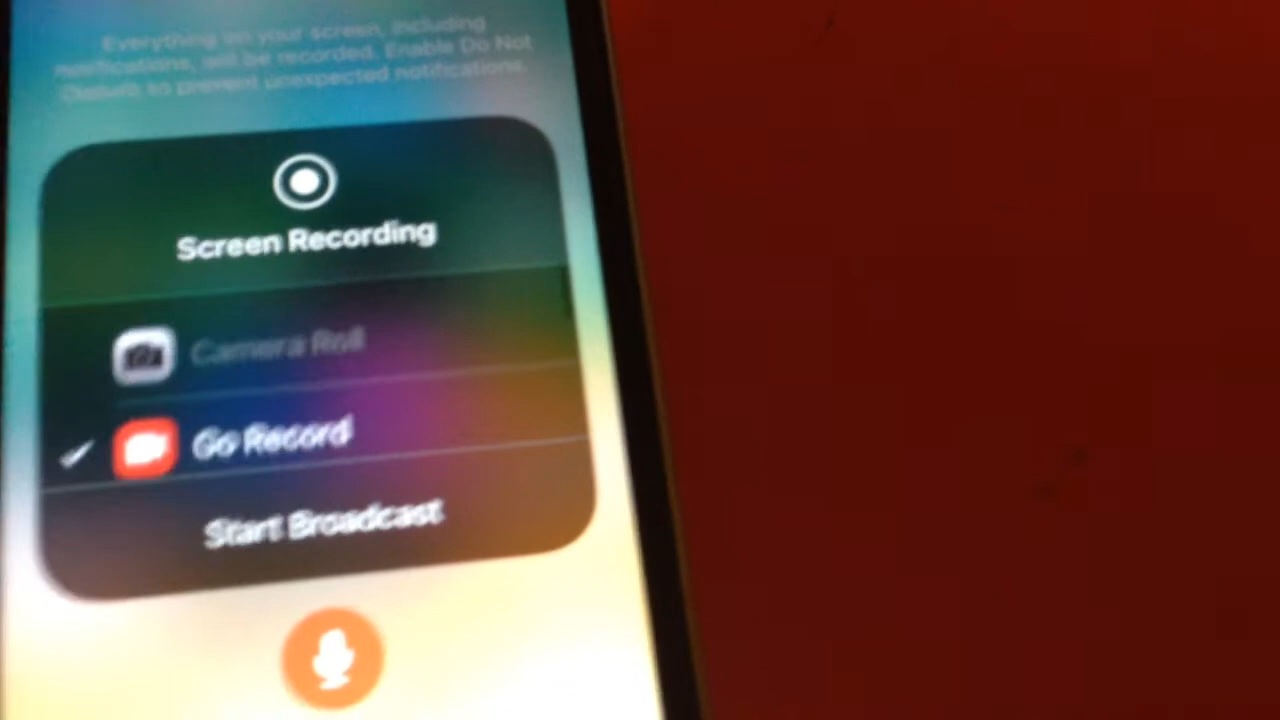 Everything on your screen, including
notifications, will be recorded. Enable Do Not
Disturb to prevent unexpected notifications.
Screen Recording
Camera Roll
Go Record
Start Broadcast